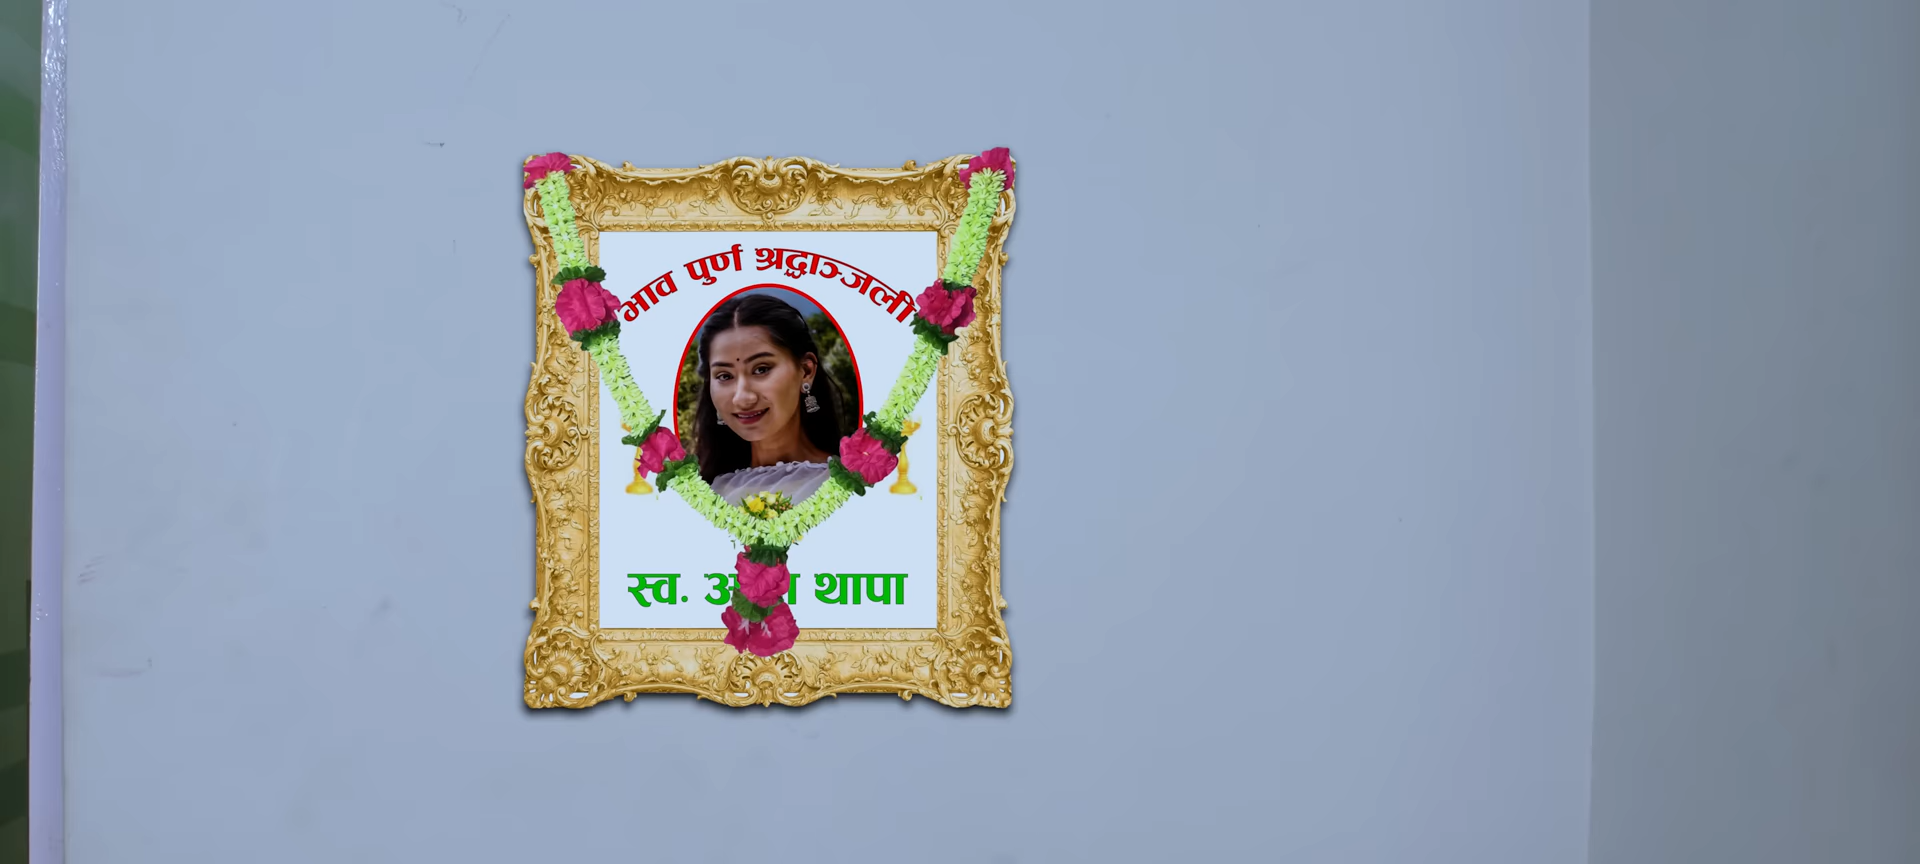 भाव पुर्ण श्रद्धाञ्जली
स्व. थापा